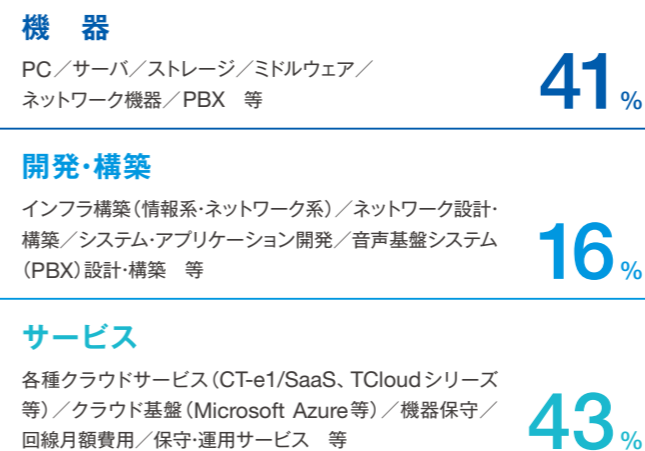 機　器
PC／サーバ／ストレージ／ミドルウェア／
ネットワーク機器／PBX　等
41%
開発・構築
インフラ構築（情報系・ネットワーク系）／ネットワーク設計・
構築／システム・アプリケーション開発／音声基盤システム
（PBX）設計・構築　等
16%
サービス
各種クラウドサービス（CT-e1/SaaS、TCloudシリーズ
等）／クラウド基盤（Microsoft Azure等）／機器保守／
回線月額費用／保守・運用サービス　等
43%